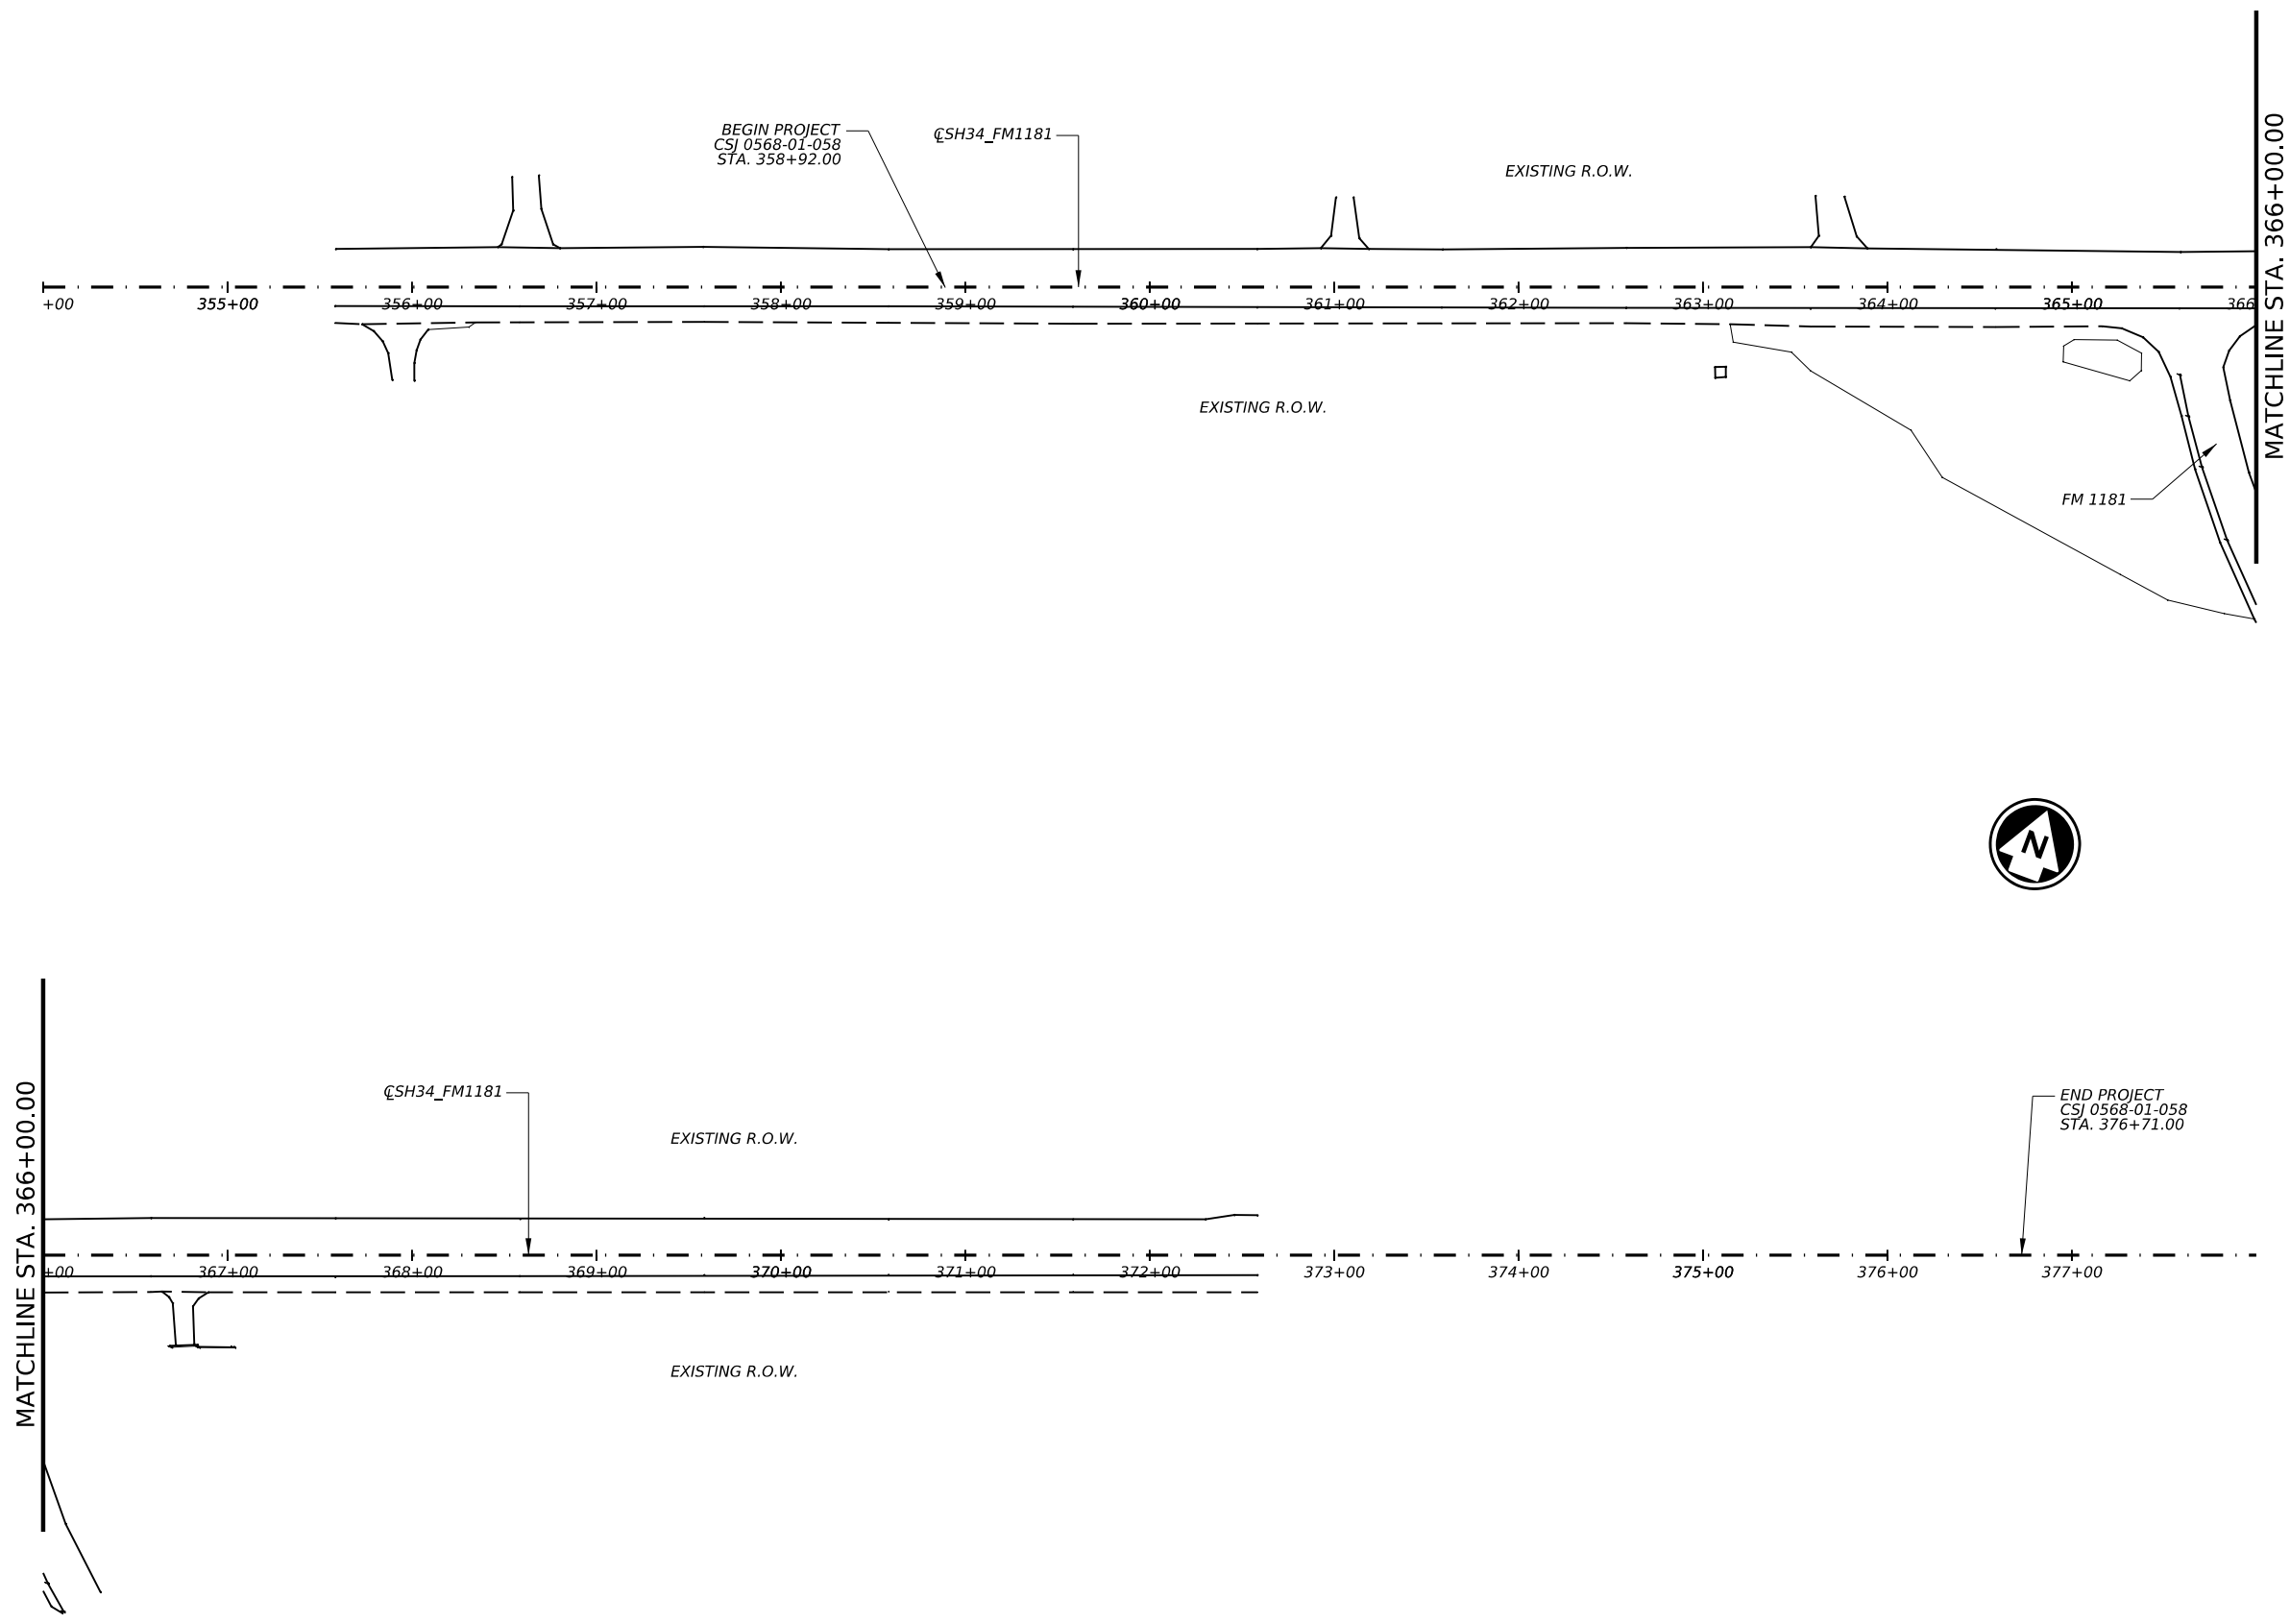 BEGIN PROJECT
CSJ 0568-01-058
STA. 358+92.00
℄SH34_FM1181
EXISTING R.O.W.
MATCHLINE STA. 366+00.00
+00 355+00 356+00 357+00 358+00 359+00 360+00 361+00 362+00 363+00 364+00 365+00 366
EXISTING R.O.W.
FM 1181
N
MATCHLINE STA. 366+00.00
℄SH34_FM1181
END PROJECT
CSJ 0568-01-058
STA. 376+71.00
EXISTING R.O.W.
+00 367+00 368+00 369+00 370+00 371+00 372+00 373+00 374+00 375+00 376+00 377+00
EXISTING R.O.W.